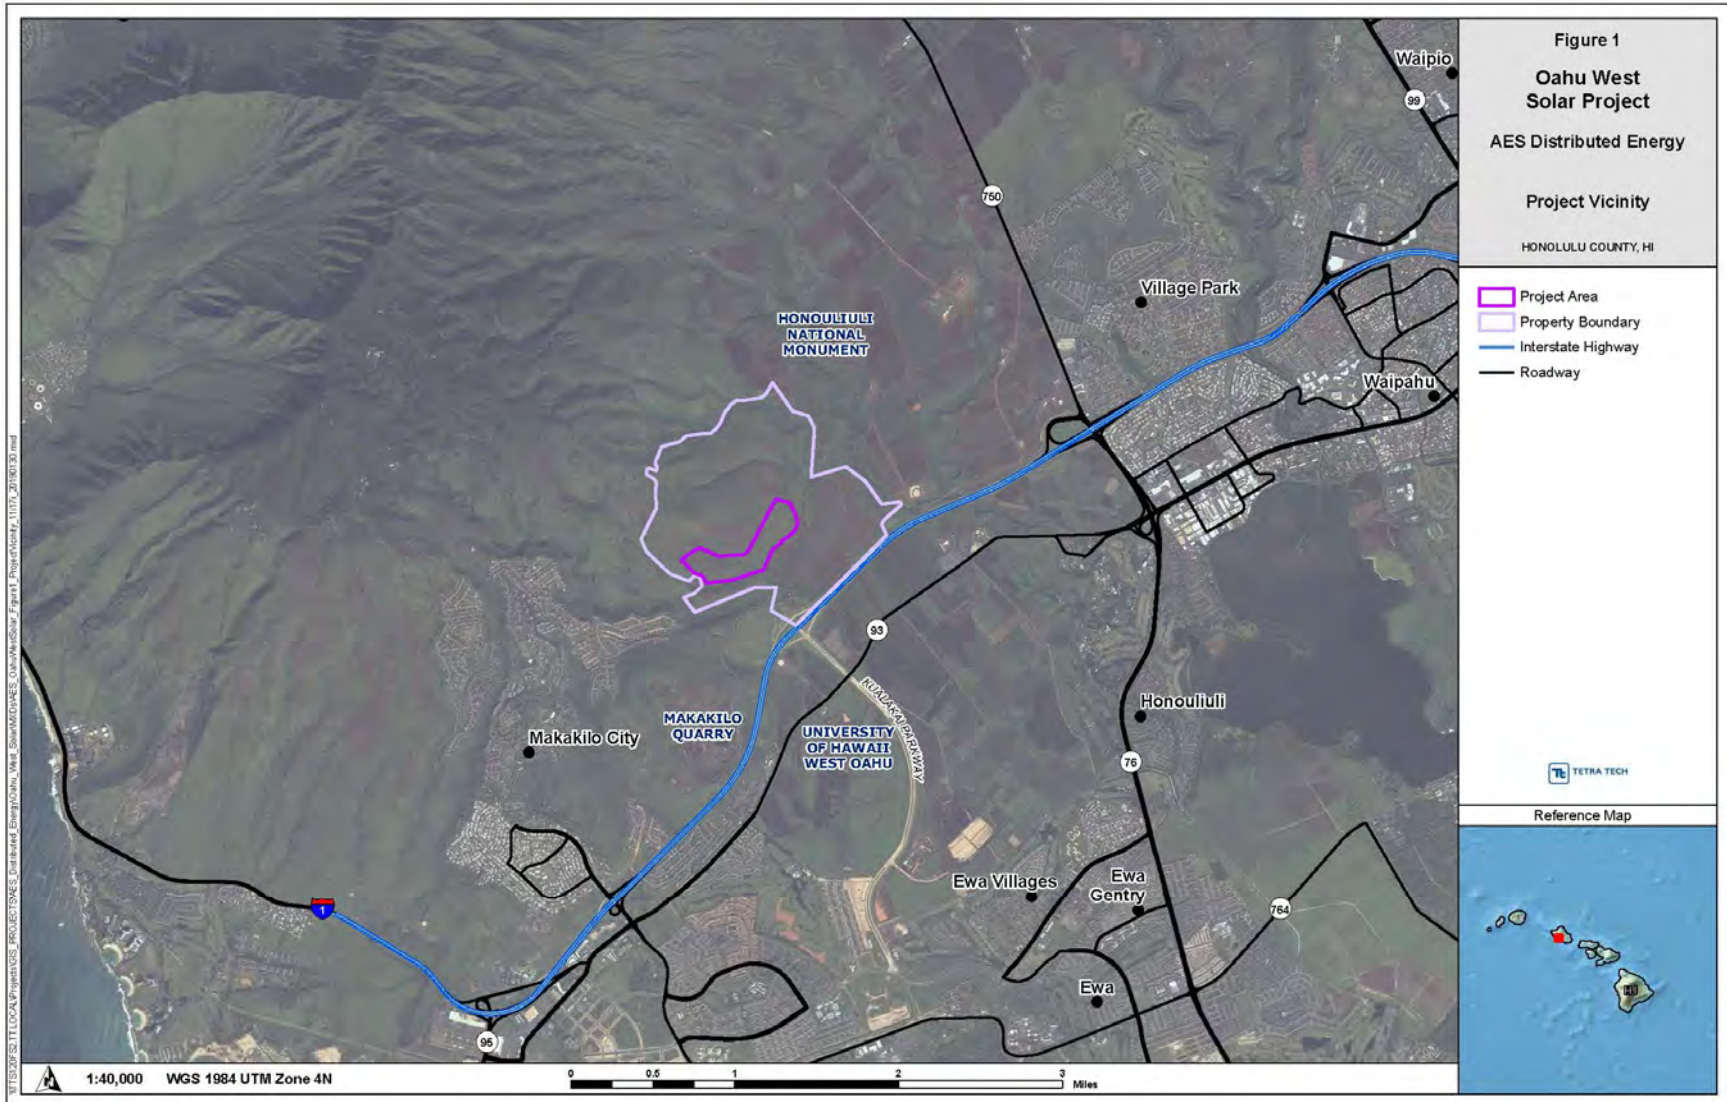 Figure 1
Oahu West
Solar Project
AES Distributed Energy
Project Vicinity
HONOLULU COUNTY, HI
Project Area
Property Boundary
Interstate Highway
Roadway
TETRA TECH
Reference Map
HI
Waipio
99
750
Village Park
HONOULIULI
NATIONAL
MONUMENT
Waipahu
93
KUALAKAI PARKWAY
MAKAKILO
QUARRY
UNIVERSITY
OF HAWAII
WEST OAHU
Makakilo City
Honouliuli
76
Ewa Villages
Ewa
Gentry
764
1
Ewa
95
1:40,000
WGS 1984 UTM Zone 4N
0
0.5
1
2
3
Miles